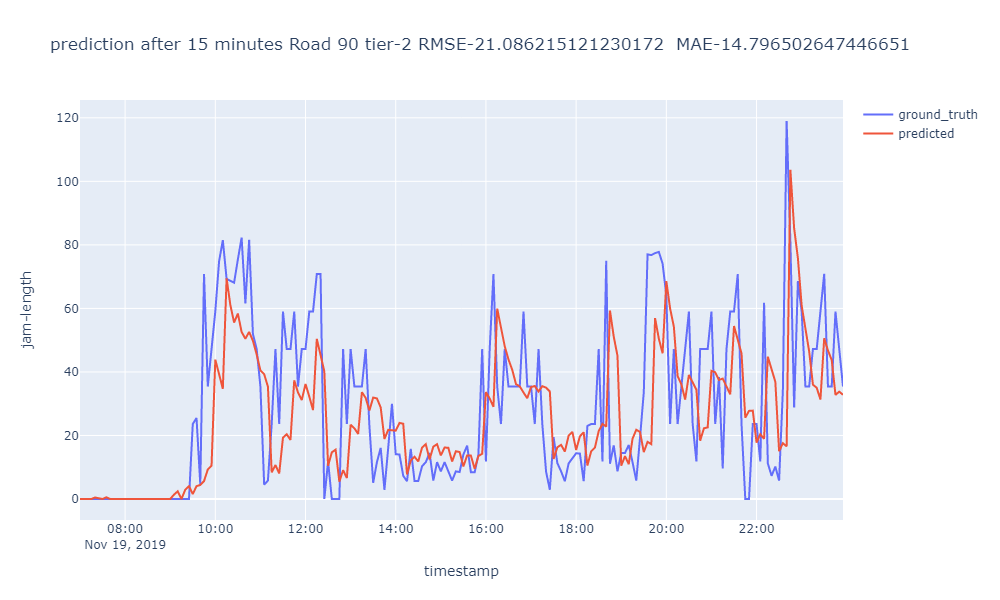 prediction after 15 minutes Road 90 tier-2 RMSE-21.086215121230172  MAE-14.796502647446651
ground_truth
predicted
120
100
80
60
40
20
0
jam-length
08:00 10:00 12:00 14:00 16:00 18:00 20:00 22:00
Nov 19, 2019
timestamp